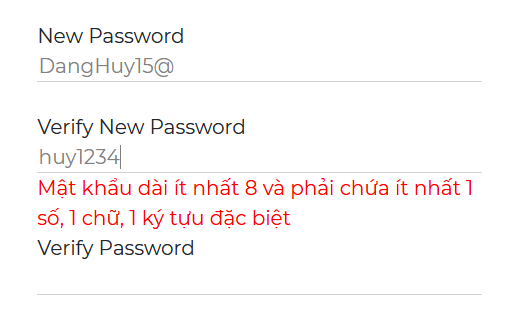 New Password
DangHuy15@
Verify New Password
huy1234
Mật khẩu dài ít nhất 8 và phải chứa ít nhất 1
số, 1 chữ, 1 ký tựu đặc biệt
Verify Password